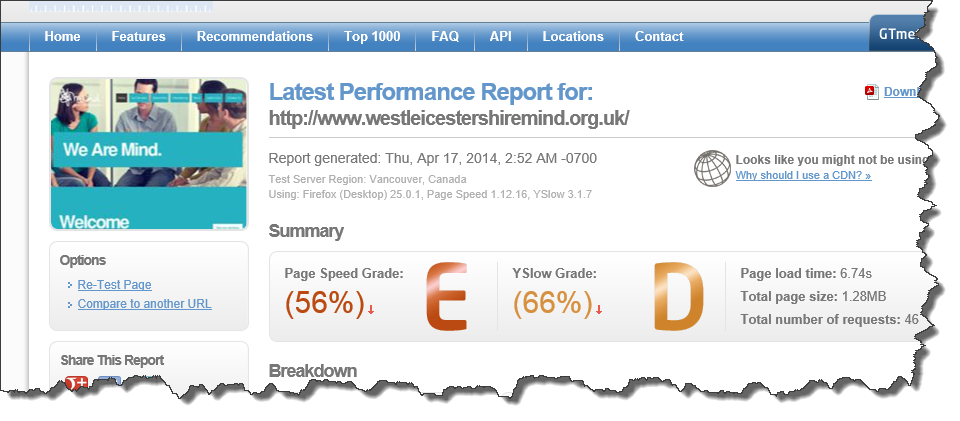 Home Features Recommendations Top 1000 FAQ API Locations Contact
GTme
We Are Mind.
Welcome
Latest Performance Report for:
http://www.westleicestershiremind.org.uk/
Report generated: Thu, Apr 17, 2014, 2:52 AM -0700
Test Server Region: Vancouver, Canada
Using: Firefox (Desktop) 25.0.1, Page Speed 1.12.16, YSlow 3.1.7
Downl
Looks like you might not be using
Why should I use a CDN? »
Summary
Page Speed Grade:
(56%) E
YSlow Grade:
(66%) D
Page load time: 6.74s
Total page size: 1.28MB
Total number of requests: 46
Options
Re-Test Page
Compare to another URL
Share This Report
Breakdown